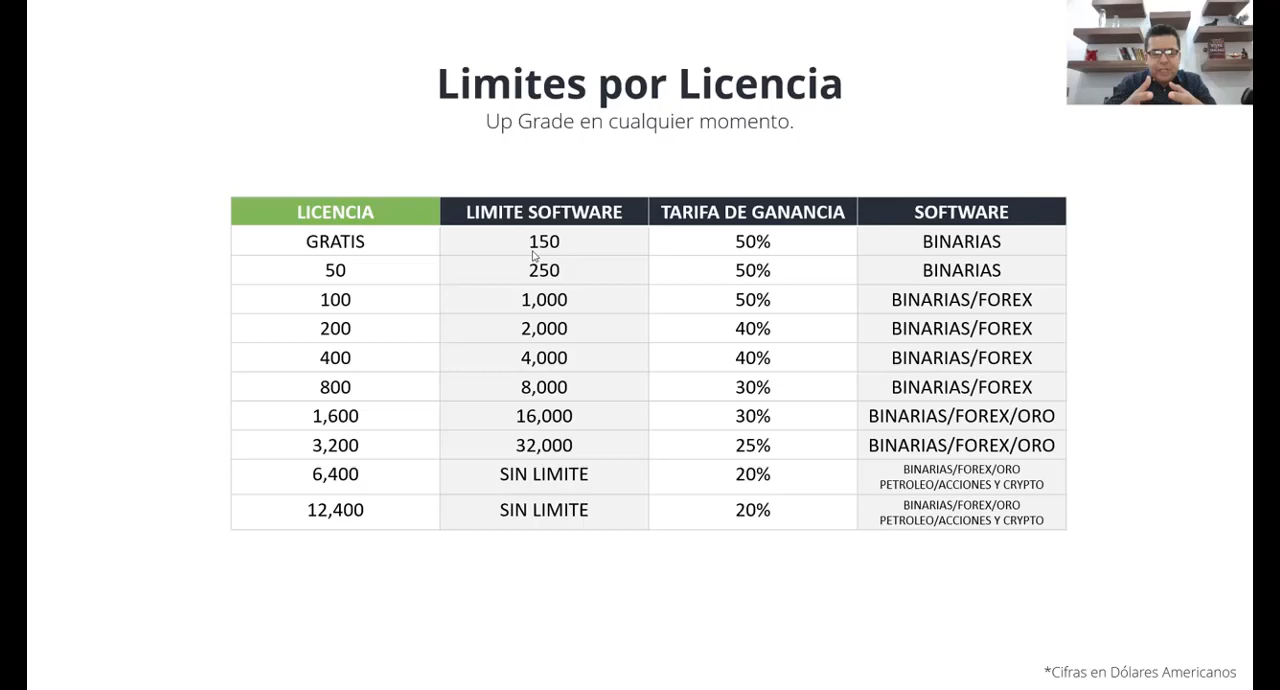 Limites por Licencia
Up Grade en cualquier momento.
LICENCIA LIMITE SOFTWARE TARIFA DE GANANCIA SOFTWARE
GRATIS 150 50% BINARIAS
50 250 50% BINARIAS
100 1,000 50% BINARIAS/FOREX
200 2,000 40% BINARIAS/FOREX
400 4,000 40% BINARIAS/FOREX
800 8,000 30% BINARIAS/FOREX
1,600 16,000 30% BINARIAS/FOREX/ORO
3,200 32,000 25% BINARIAS/FOREX/ORO
6,400 SIN LIMITE 20% BINARIAS/FOREX/ORO
PETROLEO/ACCIONES Y CRYPTO
12,400 SIN LIMITE 20% BINARIAS/FOREX/ORO
PETROLEO/ACCIONES Y CRYPTO
*Cifras en Dólares Americanos